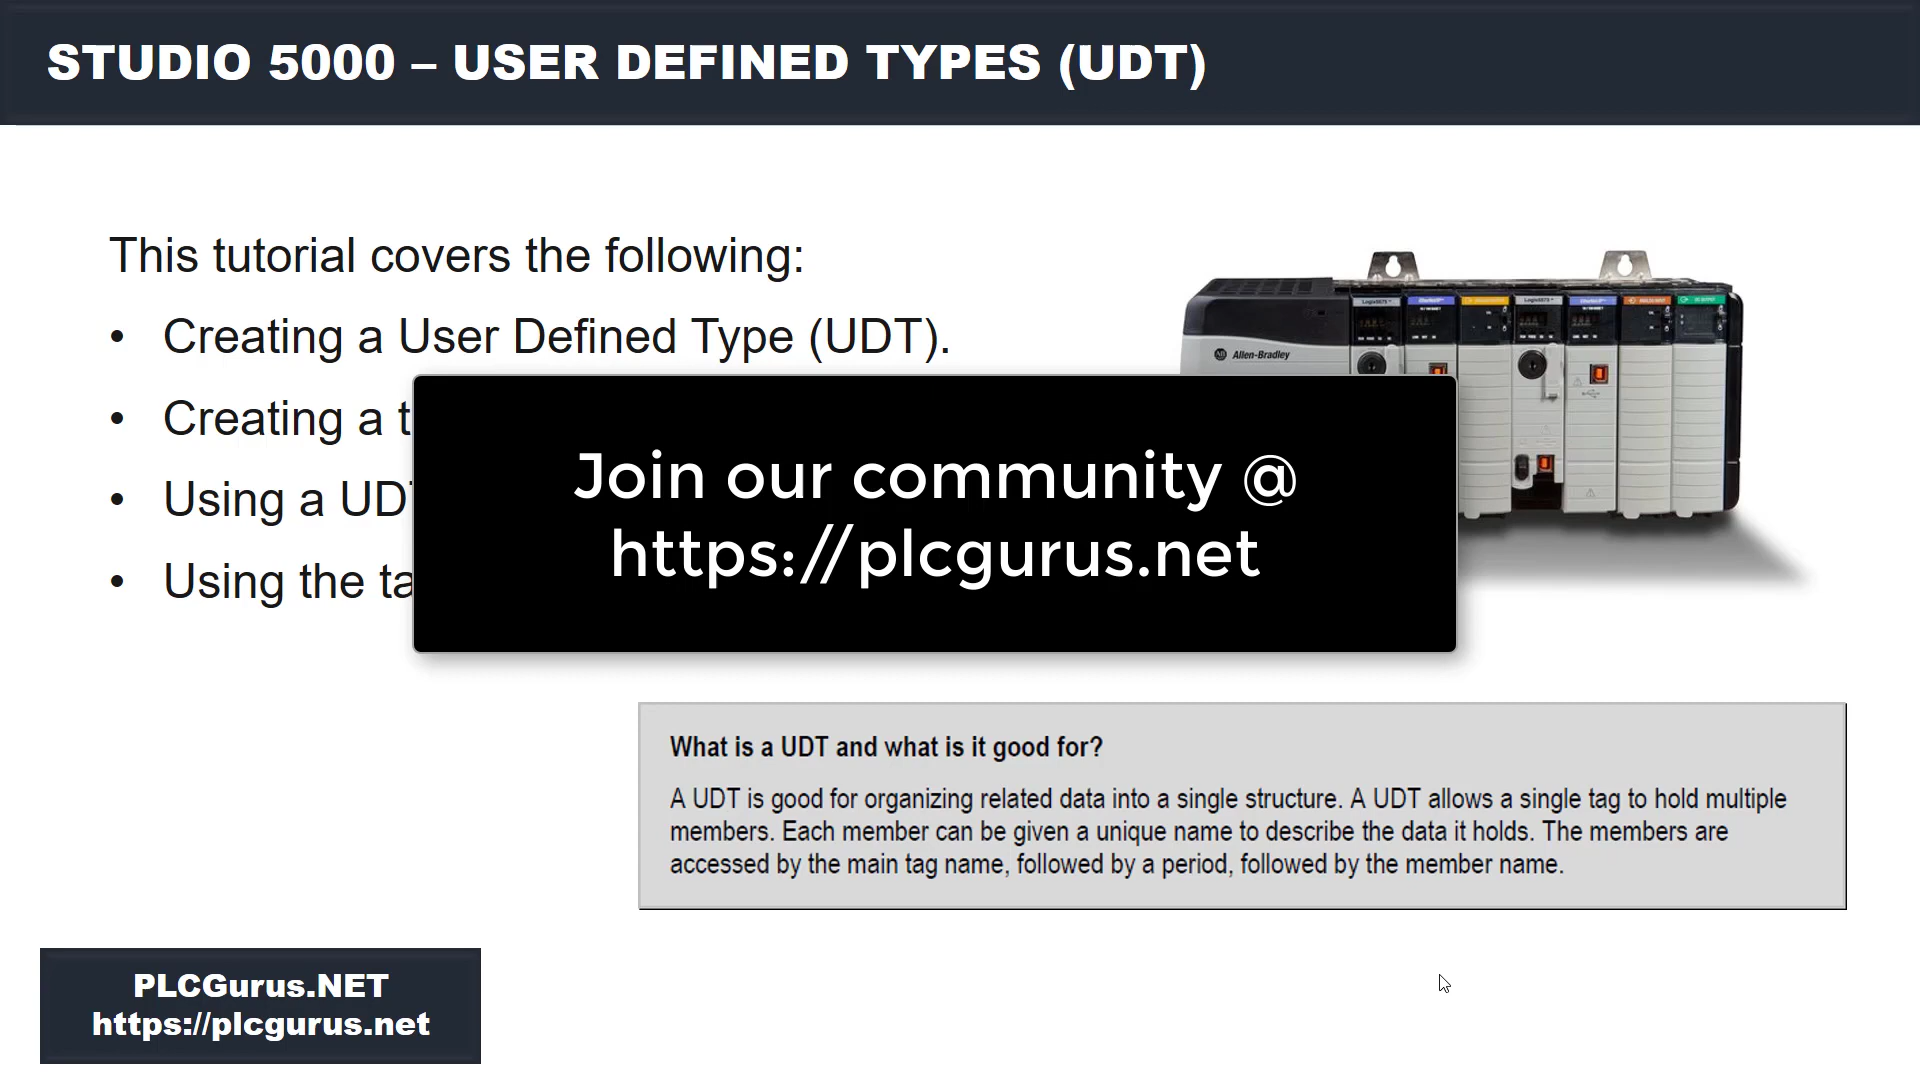 STUDIO 5000 – USER DEFINED TYPES (UDT)
This tutorial covers the following:
• Creating a User Defined Type (UDT).
• Creating a t
• Using a UDT
• Using the ta
Allen-Bradley
Join our community @
https://plcgurus.net
What is a UDT and what is it good for?
A UDT is good for organizing related data into a single structure. A UDT allows a single tag to hold multiple
members. Each member can be given a unique name to describe the data it holds. The members are
accessed by the main tag name, followed by a period, followed by the member name.
PLCGurus.NET
https://plcgurus.net